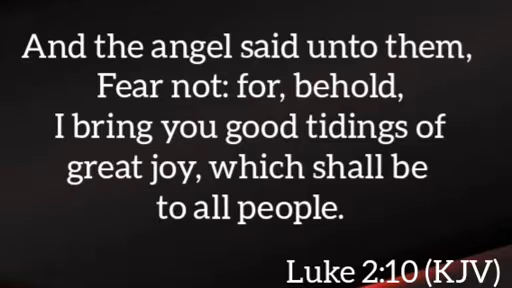 And the angel said unto them,
Fear not: for, behold,
I bring you good tidings of
great joy, which shall be
to all people.
Luke 2:10 (KJV)